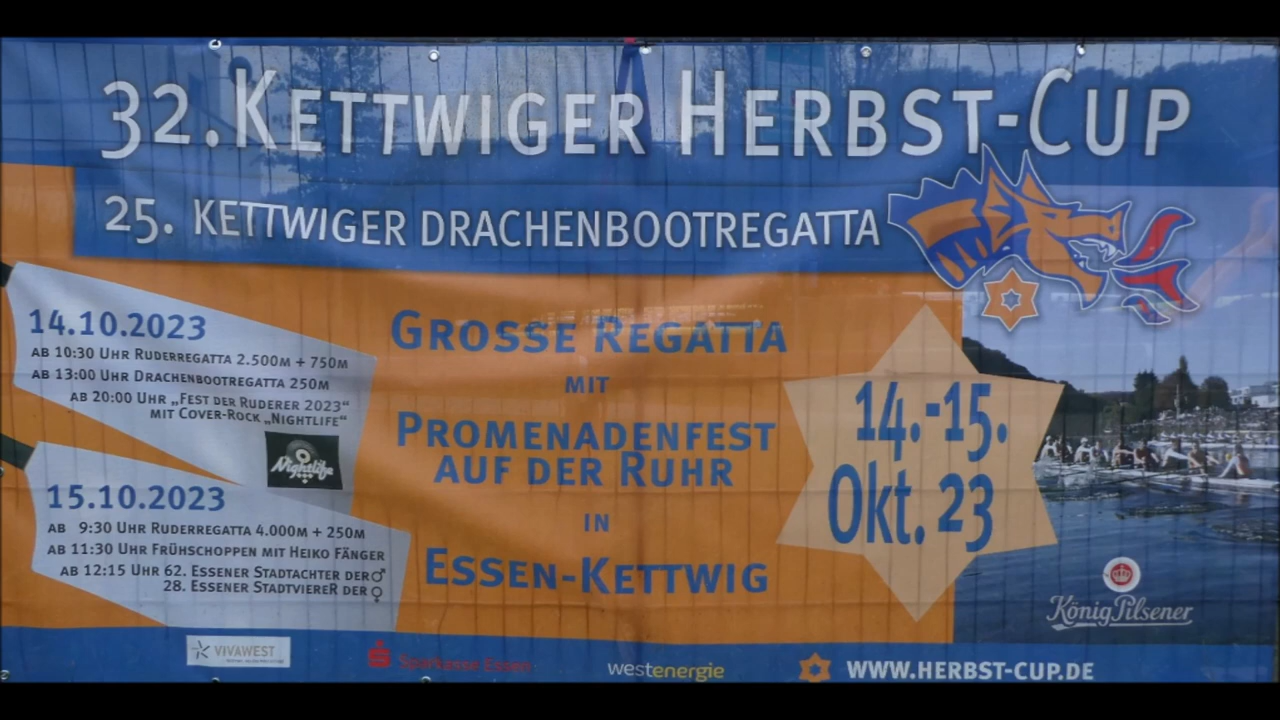 32. KETTWIGER HERBST-CUP
25. KETTWIGER DRACHENBOOTREGATTA
14.10.2023
AB 10:30 UHR RUDERREGATTA 2.500M + 750M
AB 13:00 UHR DRACHENBOOTREGATTA 250M
AB 20:00 UHR „FEST DER RUDERER 2023“
MIT COVER-ROCK „NIGHTLIFE“
Nightlife
15.10.2023
AB 9:30 UHR RUDERREGATTA 4.000M + 250M
AB 11:30 UHR FRÜHSCHOPPEN MIT HEIKO FÄNGER
AB 12:15 UHR 62. ESSENER STADTACHTER DER♂
28. ESSENER STADTVIERER DER ♀
GROSSE REGATTA
MIT
PROMENADENFEST
AUF DER RUHR
IN
ESSEN-KETTWIG
14.-15.
Okt. 23
König Pilsener
VIVAWEST
Sparkasse Essen
westenergie
WWW.HERBST-CUP.DE